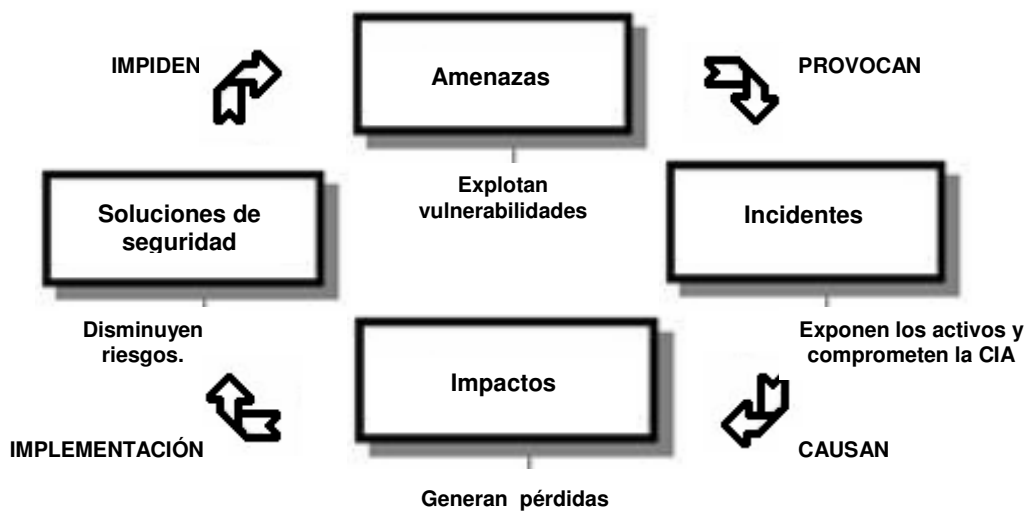 IMPIDEN
Amenazas
PROVOCAN
Explotan
vulnerabilidades
Soluciones de
seguridad
Incidentes
Disminuyen
riesgos.
Exponen los activos y
comprometen la CIA
Impactos
IMPLEMENTACIÓN
CAUSAN
Generan pérdidas